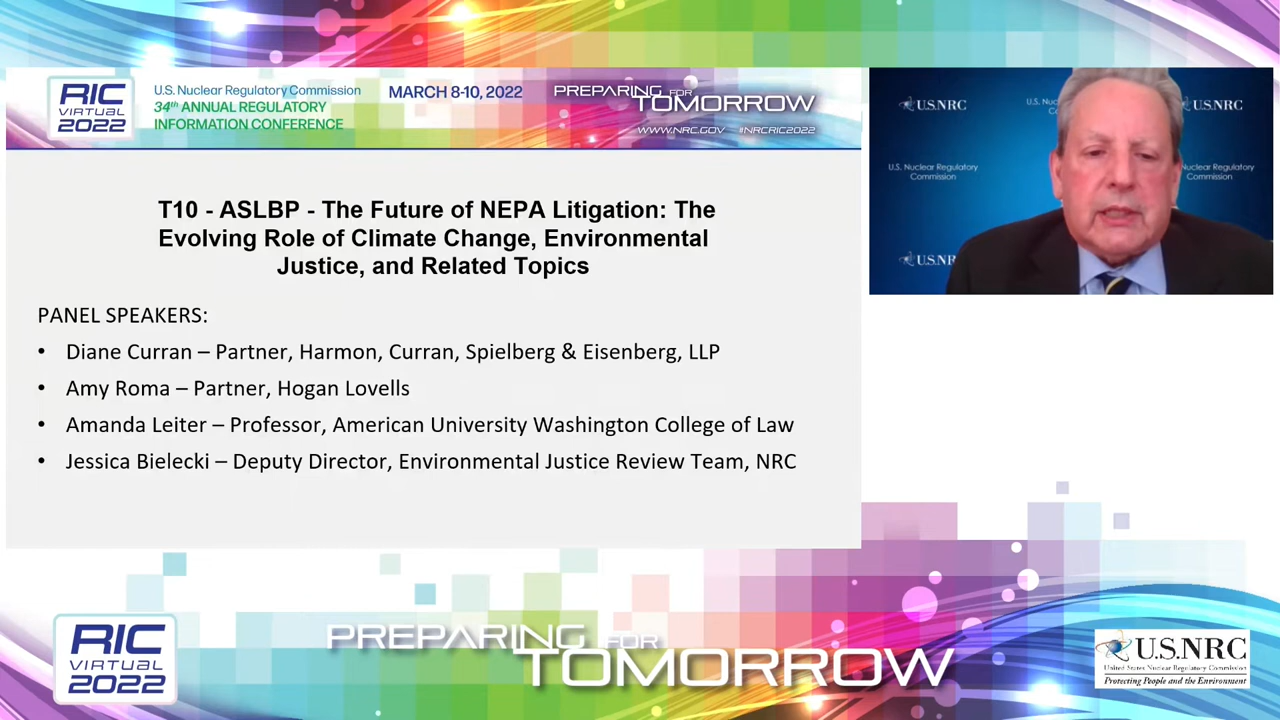 RIC
VIRTUAL
2022
U.S. Nuclear Regulatory Commission
34th ANNUAL REGULATORY
INFORMATION CONFERENCE
MARCH 8-10, 2022
PREPARING FOR
TOMORROW
WWW.NRC.GOV #NRCRIC2022
T10 - ASLBP - The Future of NEPA Litigation: The
Evolving Role of Climate Change, Environmental
Justice, and Related Topics
PANEL SPEAKERS:
• Diane Curran – Partner, Harmon, Curran, Spielberg & Eisenberg, LLP
• Amy Roma – Partner, Hogan Lovells
• Amanda Leiter – Professor, American University Washington College of Law
• Jessica Bielecki – Deputy Director, Environmental Justice Review Team, NRC
U.S.NRC
U.S. Nuc
U.S.NRC
U.S. Nuclear Regulatory
Commission
Nuclear Regulatory
Commission
U.S.NR
RIC
VIRTUAL
2022
PREPARING FOR
TOMORROW
U.S.NRC
United States Nuclear Regulatory Commission
Protecting People and the Environment